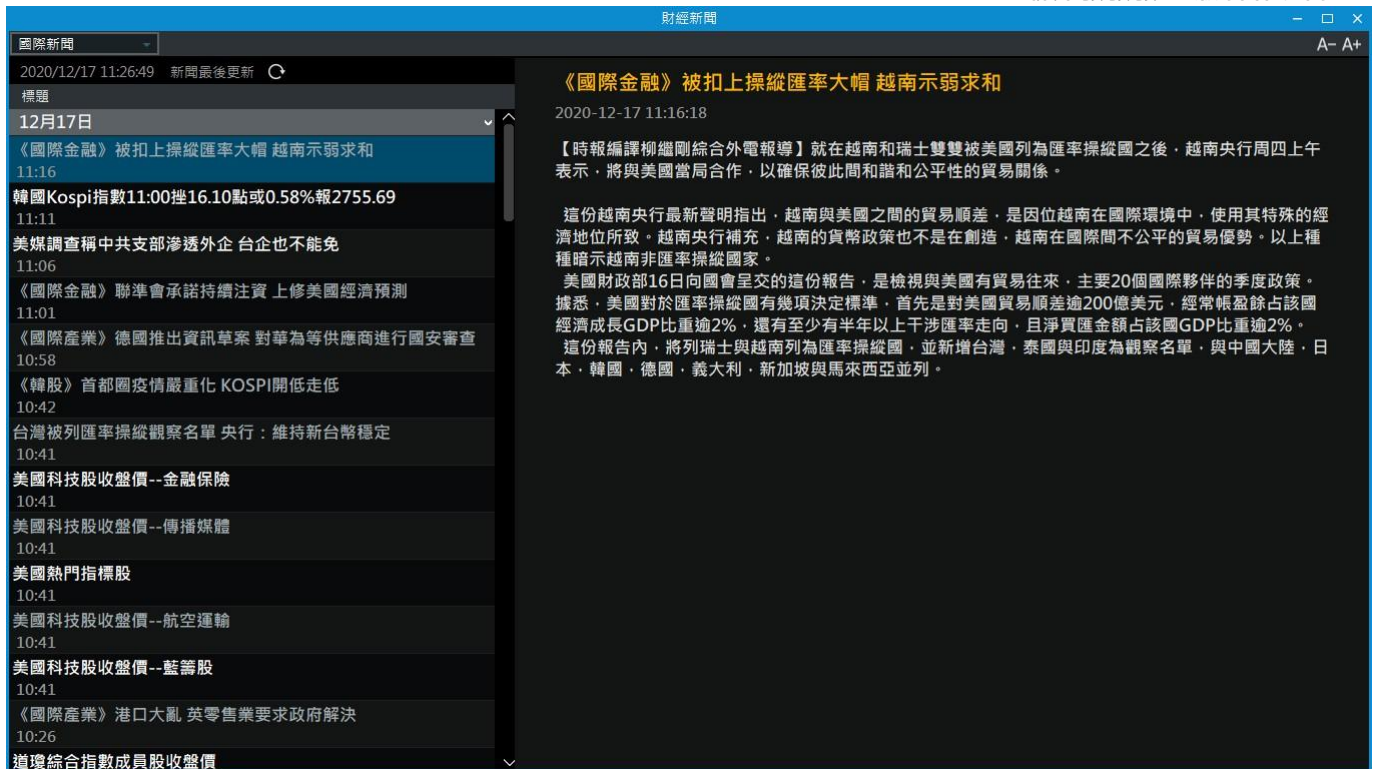 財經新聞
國際新聞
A- A+
2020/12/17 11:26:49 新聞最後更新
標題
12月17日
《國際金融》被扣上操縱匯率大帽 越南示弱求和
11:16
韓國Kospi指數11:00挫16.10點或0.58%報2755.69
11:11
美媒調查稱中共支部滲透外企 台企也不能免
11:06
《國際金融》聯準會承諾持續注資 上修美國經濟預測
11:01
《國際產業》德國推出資訊草案 對華為等供應商進行國安審查
10:58
《韓股》首都圈疫情嚴重化 KOSPI開低走低
10:42
台灣被列匯率操縱觀察名單 央行：維持新台幣穩定
10:41
美國科技股收盤價--金融保險
10:41
美國科技股收盤價--傳播媒體
10:41
美國熱門指標股
10:41
美國科技股收盤價--航空運輸
10:41
美國科技股收盤價--藍籌股
10:41
《國際產業》港口大亂 英零售業要求政府解決
10:26
道瓊綜合指數成員股收盤價
《國際金融》被扣上操縱匯率大帽 越南示弱求和
2020-12-17 11:16:18
【時報編譯柳繼剛綜合外電報導】就在越南和瑞士雙雙被美國列為匯率操縱國之後，越南央行周四上午
表示，將與美國當局合作，以確保彼此間和諧和公平性的貿易關係。
這份越南央行最新聲明指出，越南與美國之間的貿易順差，是因位越南在國際環境中，使用其特殊的經
濟地位所致。越南央行補充，越南的貨幣政策也不是在創造，越南在國際間不公平的貿易優勢。以上種
種暗示越南非匯率操縱國家。
美國財政部16日向國會呈交的這份報告，是檢視與美國有貿易往來，主要20個國際夥伴的季度政策。
據悉，美國對於匯率操縱國有幾項決定標準，首先是對美國貿易順差逾200億美元，經常帳盈餘占該國
經濟成長GDP比重逾2%，還有至少有半年以上干涉匯率走向，且淨買匯金額占該國GDP比重逾2%。
這份報告內，將列瑞士與越南列為匯率操縱國，並新增台灣，泰國與印度為觀察名單，與中國大陸，日
本，韓國，德國，義大利，新加坡與馬來西亞並列。